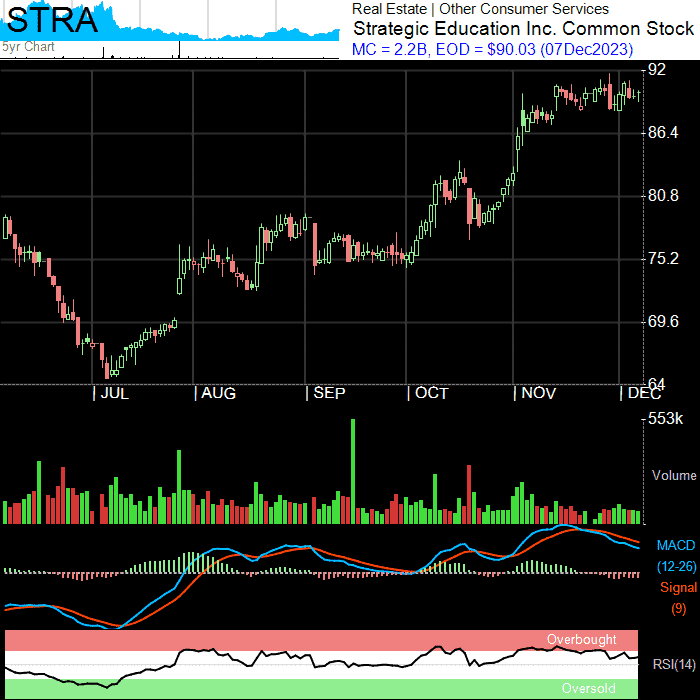 STRA
5yr Chart
Real Estate | Other Consumer Services
Strategic Education Inc. Common Stock
MC = 2.2B, EOD = $90.03 (07Dec2023)
92
86.4
80.8
75.2
69.6
64
JUL AUG SEP OCT NOV DEC
553k
Volume
MACD
(12-26)
Signal
(9)
Overbought
RSI(14)
Oversold